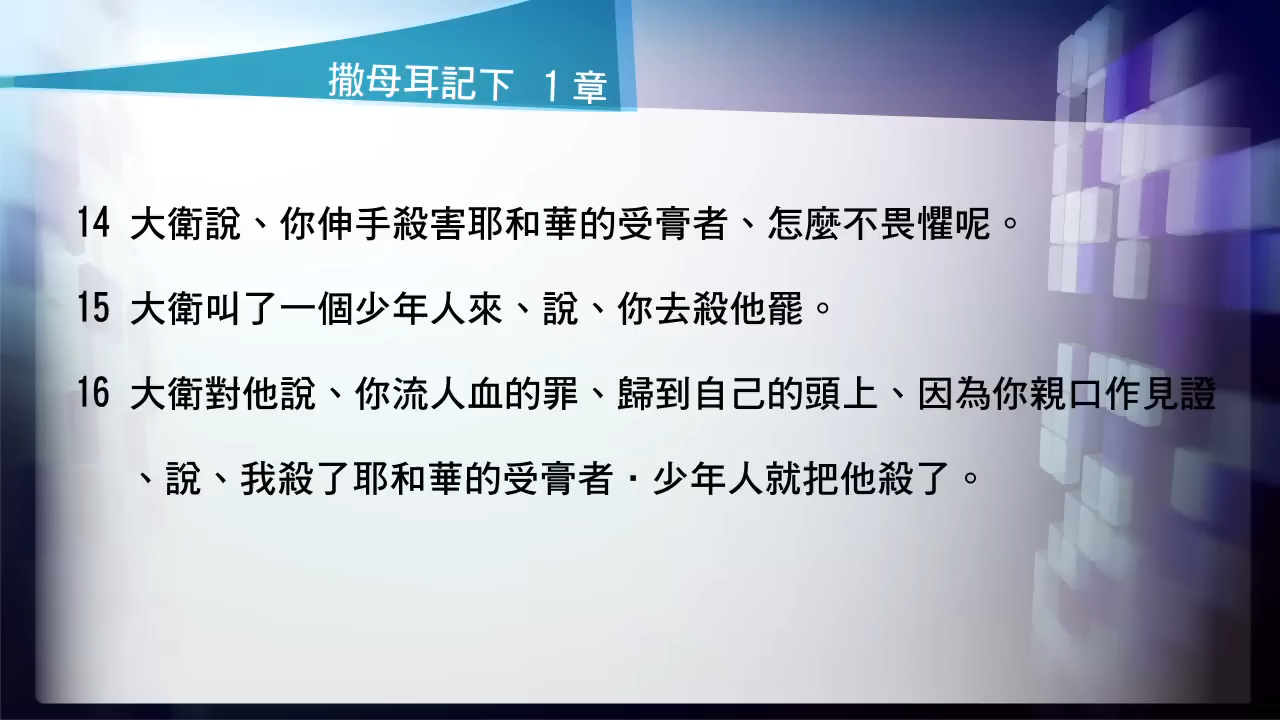 撒母耳記下 1 章
14 大衛說、你伸手殺害耶和華的受膏者、怎麼不畏懼呢。
15 大衛叫了一個少年人來、說、你去殺他罷。
16 大衛對他說、你流人血的罪、歸到自己的頭上、因為你親口作見證
、說、我殺了耶和華的受膏者．少年人就把他殺了。